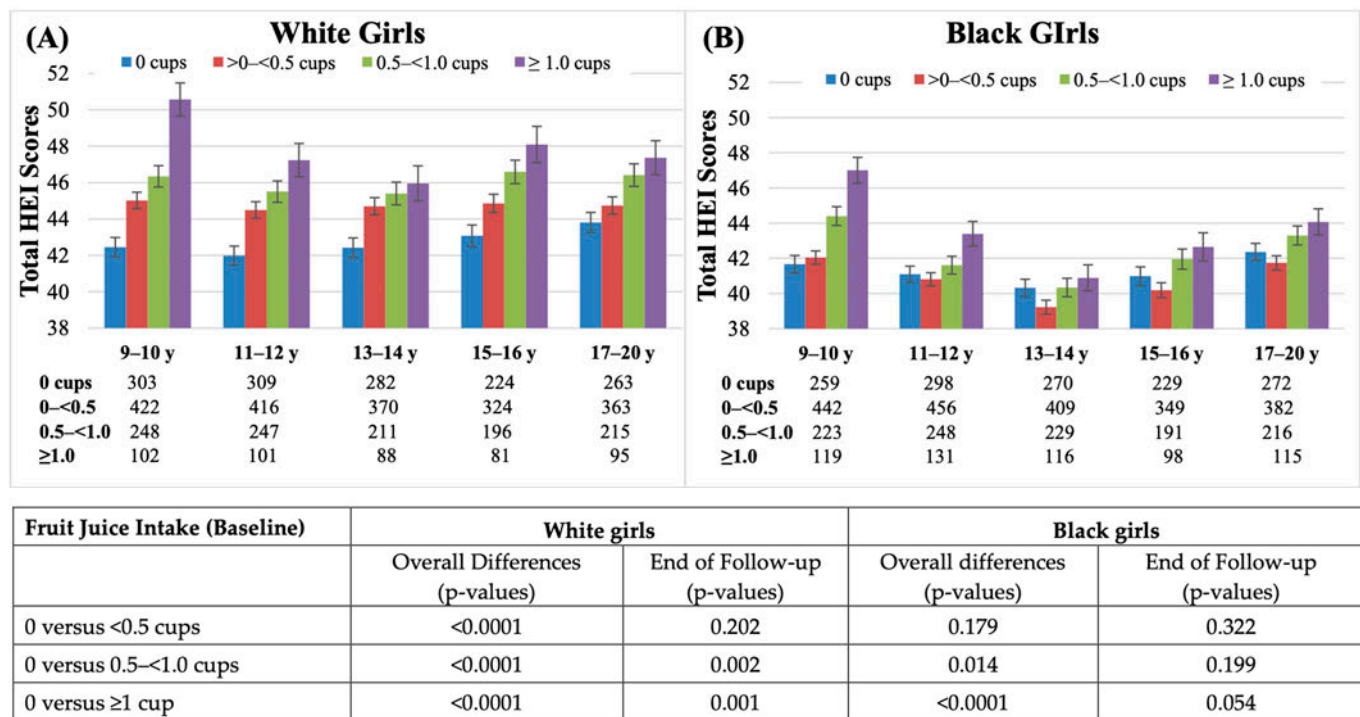 (A) White Girls
0 cups >0–<0.5 cups 0.5–<1.0 cups ≥ 1.0 cups
Total HEI Scores
52
50
48
46
44
42
40
38
9–10 y 11–12 y 13–14 y 15–16 y 17–20 y
0 cups 303 309 282 224 263
0–<0.5 422 416 370 324 363
0.5–<1.0 248 247 211 196 215
≥1.0 102 101 88 81 95
(B) Black GIrls
0 cups >0–<0.5 cups 0.5–<1.0 cups ≥ 1.0 cups
Total HEI Scores
52
50
48
46
44
42
40
38
9–10 y 11–12 y 13–14 y 15–16 y 17–20 y
0 cups 259 298 270 229 272
0–<0.5 442 456 409 349 382
0.5–<1.0 223 248 229 191 216
≥1.0 119 131 116 98 115
Fruit Juice Intake (Baseline) White girls Black girls
Overall Differences End of Follow-up Overall differences End of Follow-up
(p-values) (p-values) (p-values) (p-values)
0 versus <0.5 cups <0.0001 0.202 0.179 0.322
0 versus 0.5–<1.0 cups <0.0001 0.002 0.014 0.199
0 versus ≥1 cup <0.0001 0.001 <0.0001 0.054